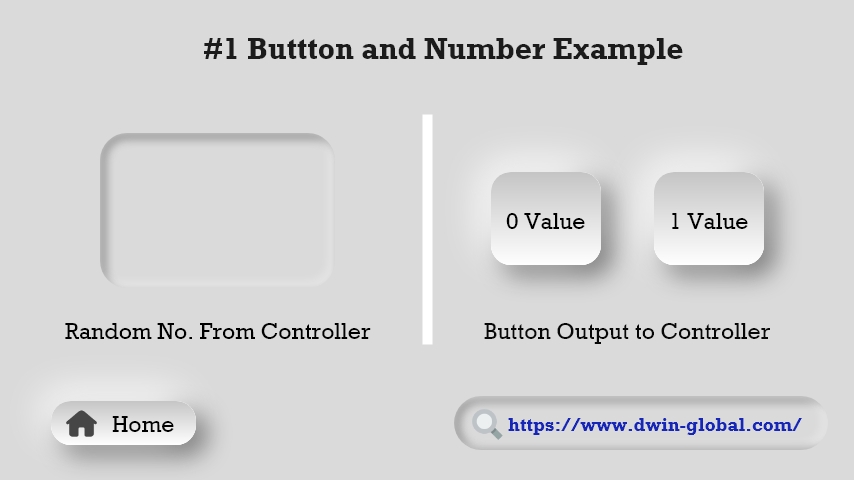 #1 Buttton and Number Example
0 Value
1 Value
Random No. From Controller
Button Output to Controller
Home
https://www.dwin-global.com/